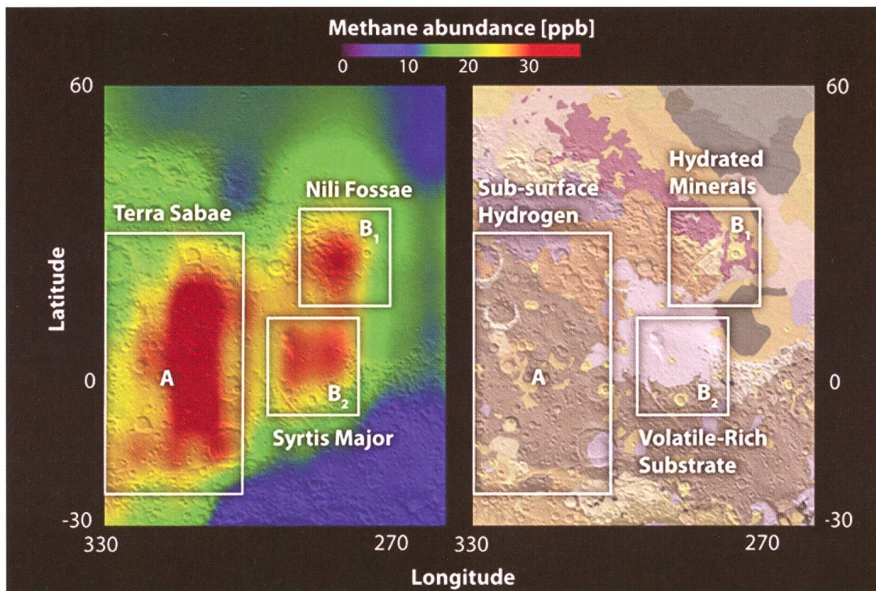 Methane abundance [ppb]
0 10 20 30
60 60
Terra Sabae
Nili Fossae
B1
Sub-surface
Hydrogen
Hydrated
Minerals
B1
Latitude
A
A
0 0
B2
Syrtis Major
B2
Volatile-Rich
Substrate
-30 -30
330 270 330 270
Longitude